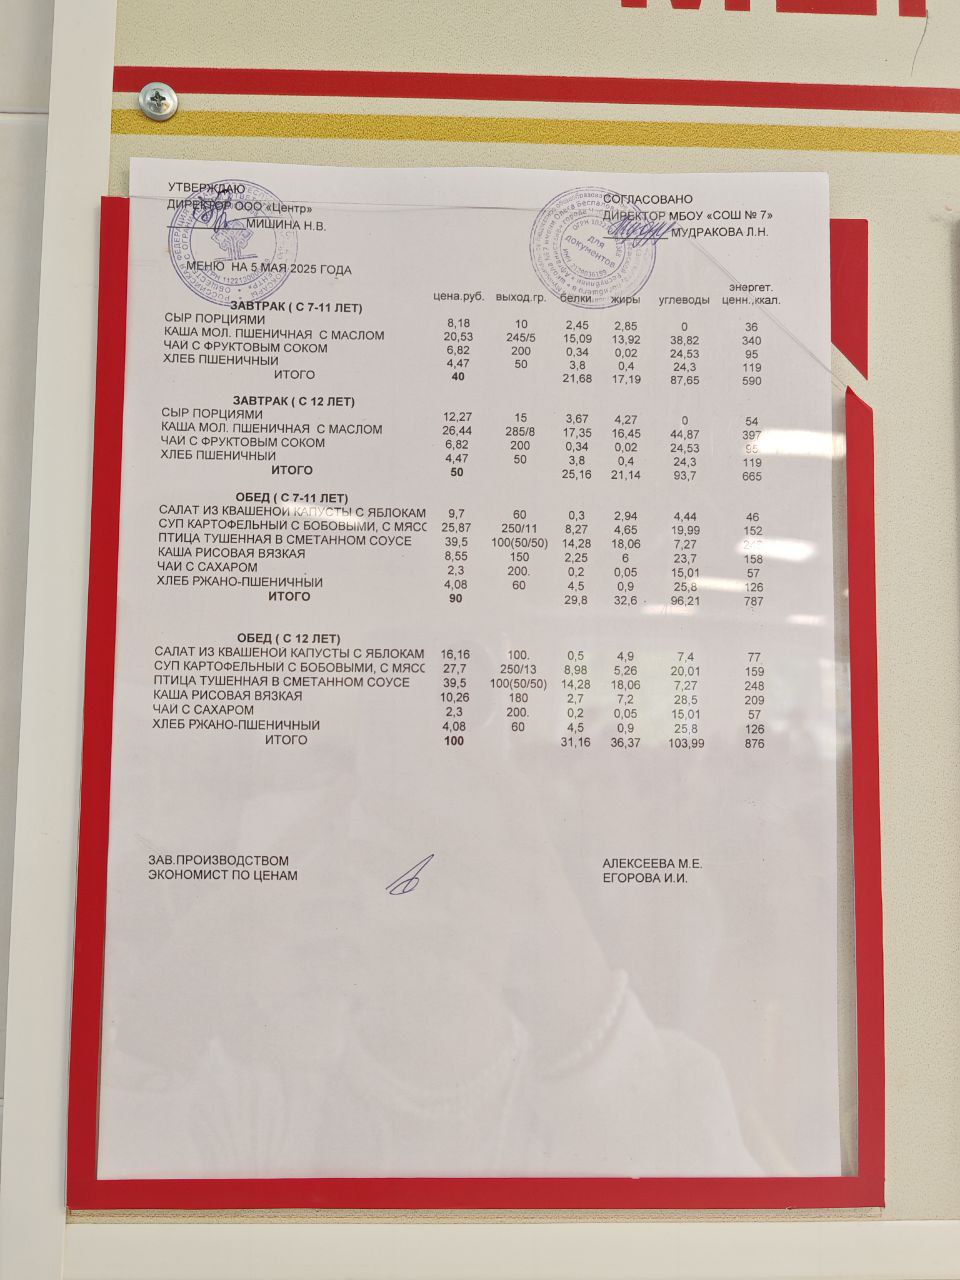 УТВЕРЖДАЮ
ДИРЕКТОР ООО «Центр»
МИШИНА Н.В.
СОГЛАСОВАНО
ДИРЕКТОР МБОУ «СОШ № 7»
МУДРАКОВА Л.Н.
для документов
МЕНЮ НА 5 МАЯ 2025 ГОДА
цена.руб. выход.гр. белки жиры углеводы энергет. ценн.,ккал.
ЗАВТРАК ( С 7-11 ЛЕТ)
СЫР ПОРЦИЯМИ 8,18 10 2,45 2,85 0 36
КАША МОЛ. ПШЕНИЧНАЯ С МАСЛОМ 20,53 245/5 15,09 13,92 38,82 340
ЧАЙ С ФРУКТОВЫМ СОКОМ 6,82 200 0,34 0,02 24,53 95
ХЛЕБ ПШЕНИЧНЫЙ 4,47 50 3,8 0,4 24,3 119
ИТОГО 40 21,68 17,19 87,65 590
ЗАВТРАК ( С 12 ЛЕТ)
СЫР ПОРЦИЯМИ 12,27 15 3,67 4,27 0 54
КАША МОЛ. ПШЕНИЧНАЯ С МАСЛОМ 26,44 285/8 17,35 16,45 44,87 397
ЧАЙ С ФРУКТОВЫМ СОКОМ 6,82 200 0,34 0,02 24,53 95
ХЛЕБ ПШЕНИЧНЫЙ 4,47 50 3,8 0,4 24,3 119
ИТОГО 50 25,16 21,14 93,7 665
ОБЕД ( С 7-11 ЛЕТ)
САЛАТ ИЗ КВАШЕНОЙ КАПУСТЫ С ЯБЛОКАМ 9,7 60 0,3 2,94 4,44 46
СУП КАРТОФЕЛЬНЫЙ С БОБОВЫМИ, С МЯСС 25,87 250/11 8,27 4,65 19,99 152
ПТИЦА ТУШЕННАЯ В СМЕТАННОМ СОУСЕ 39,5 100(50/50) 14,28 18,06 7,27
КАША РИСОВАЯ ВЯЗКАЯ 8,55 150 2,25 6 23,7 158
ЧАЙ С САХАРОМ 2,3 200. 0,2 0,05 15,01 57
ХЛЕБ РЖАНО-ПШЕНИЧНЫЙ 4,08 60 4,5 0,9 25,8 126
ИТОГО 90 29,8 32,6 96,21 787
ОБЕД ( С 12 ЛЕТ)
САЛАТ ИЗ КВАШЕНОЙ КАПУСТЫ С ЯБЛОКАМ 16,16 100. 0,5 4,9 7,4 77
СУП КАРТОФЕЛЬНЫЙ С БОБОВЫМИ, С МЯСС 27,7 250/13 8,98 5,26 20,01 159
ПТИЦА ТУШЕННАЯ В СМЕТАННОМ СОУСЕ 39,5 100(50/50) 14,28 18,06 7,27 248
КАША РИСОВАЯ ВЯЗКАЯ 10,26 180 2,7 7,2 28,5 209
ЧАЙ С САХАРОМ 2,3 200. 0,2 0,05 15,01 57
ХЛЕБ РЖАНО-ПШЕНИЧНЫЙ 4,08 60 4,5 0,9 25,8 126
ИТОГО 100 31,16 36,37 103,99 876
ЗАВ.ПРОИЗВОДСТВОМ АЛЕКСЕЕВА М.Е.
ЭКОНОМИСТ ПО ЦЕНАМ ЕГОРОВА И.И.